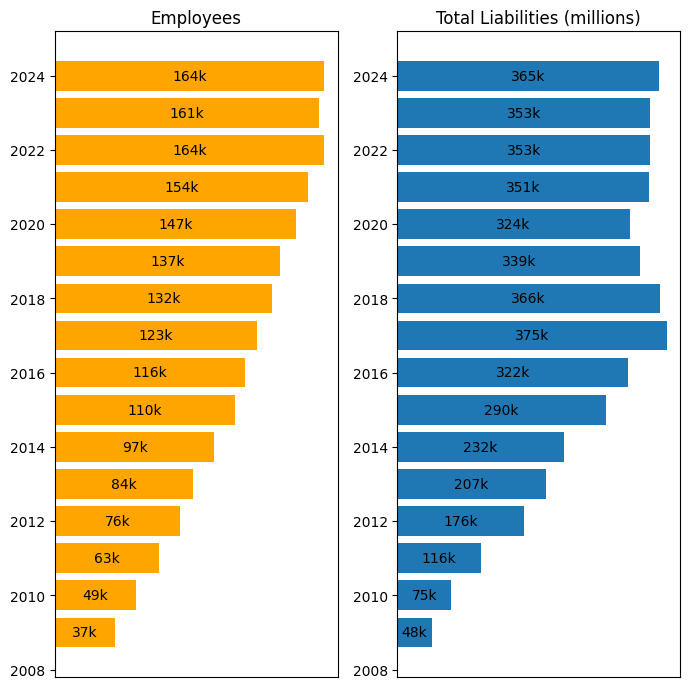 Employees
2024
164k
161k
2022
164k
154k
2020
147k
137k
2018
132k
123k
2016
116k
110k
2014
97k
84k
2012
76k
63k
2010
49k
37k
2008
Total Liabilities (millions)
2024
365k
353k
2022
353k
351k
2020
324k
339k
2018
366k
375k
2016
322k
290k
2014
232k
207k
2012
176k
116k
2010
75k
48k
2008